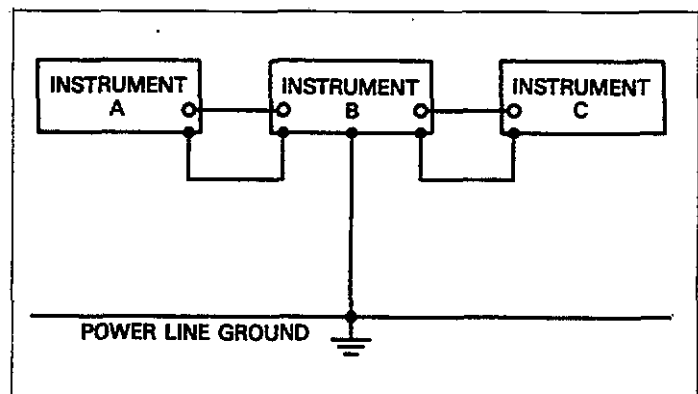 INSTRUMENT
A
INSTRUMENT
B
INSTRUMENT
C
POWER LINE GROUND